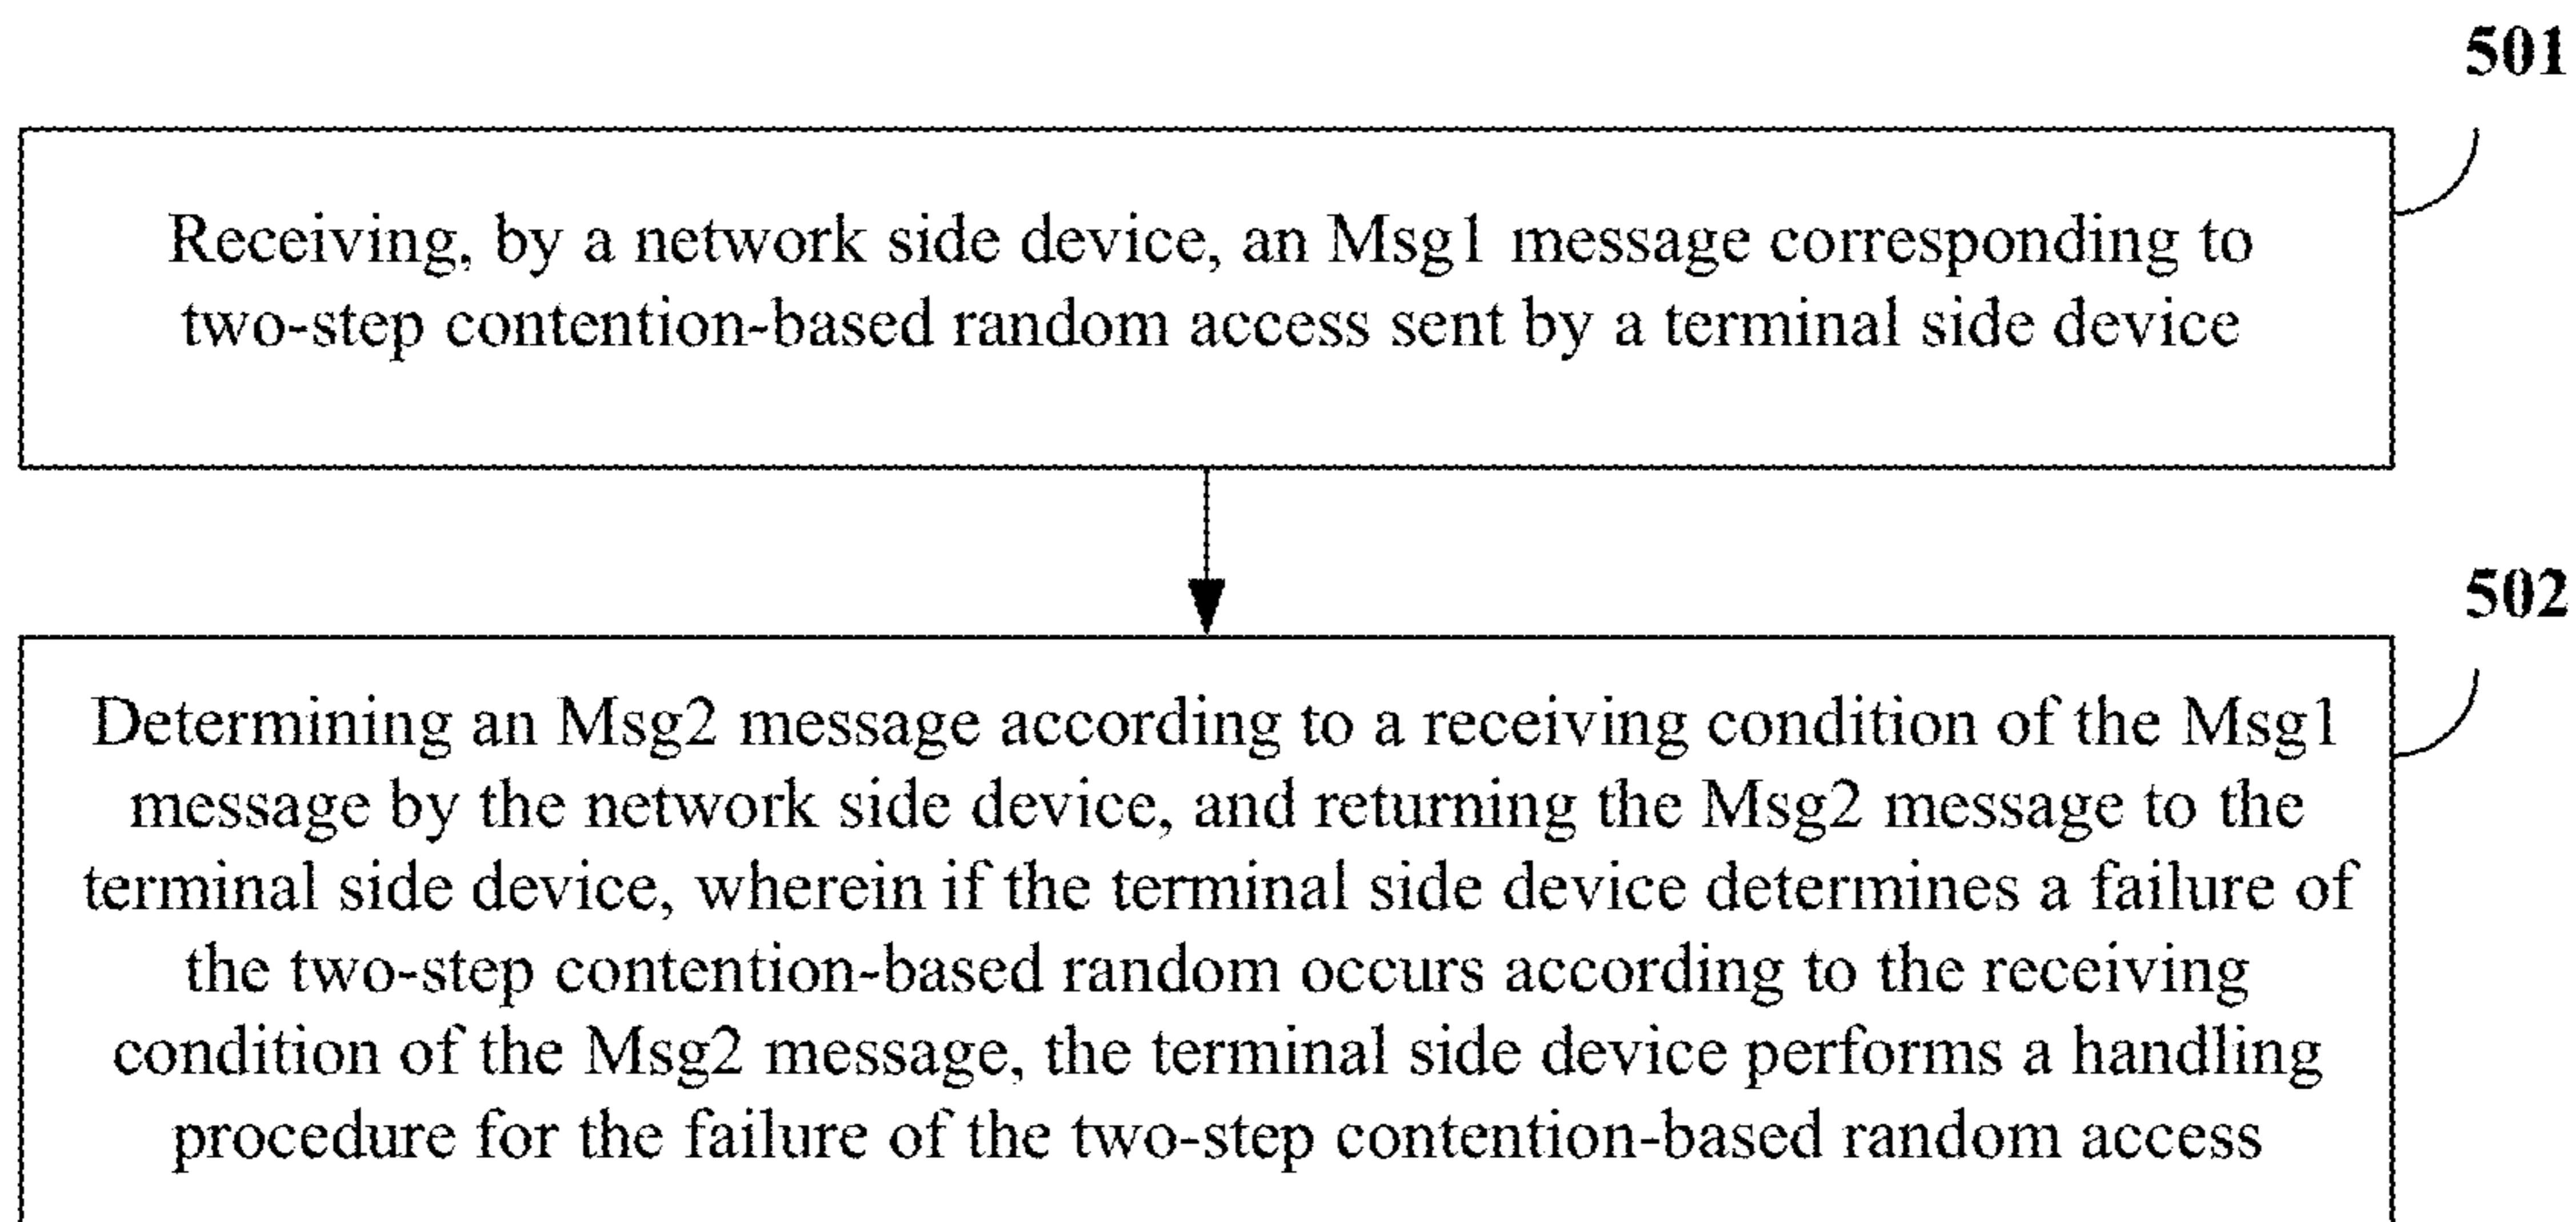 501
Receiving, by a network side device, an Msg1 message corresponding to
two-step contention-based random access sent by a terminal side device
502
Determining an Msg2 message according to a receiving condition of the Msg1
message by the network side device, and returning the Msg2 message to the
terminal side device, wherein if the terminal side device determines a failure of
the two-step contention-based random occurs according to the receiving
condition of the Msg2 message, the terminal side device performs a handling
procedure for the failure of the two-step contention-based random access